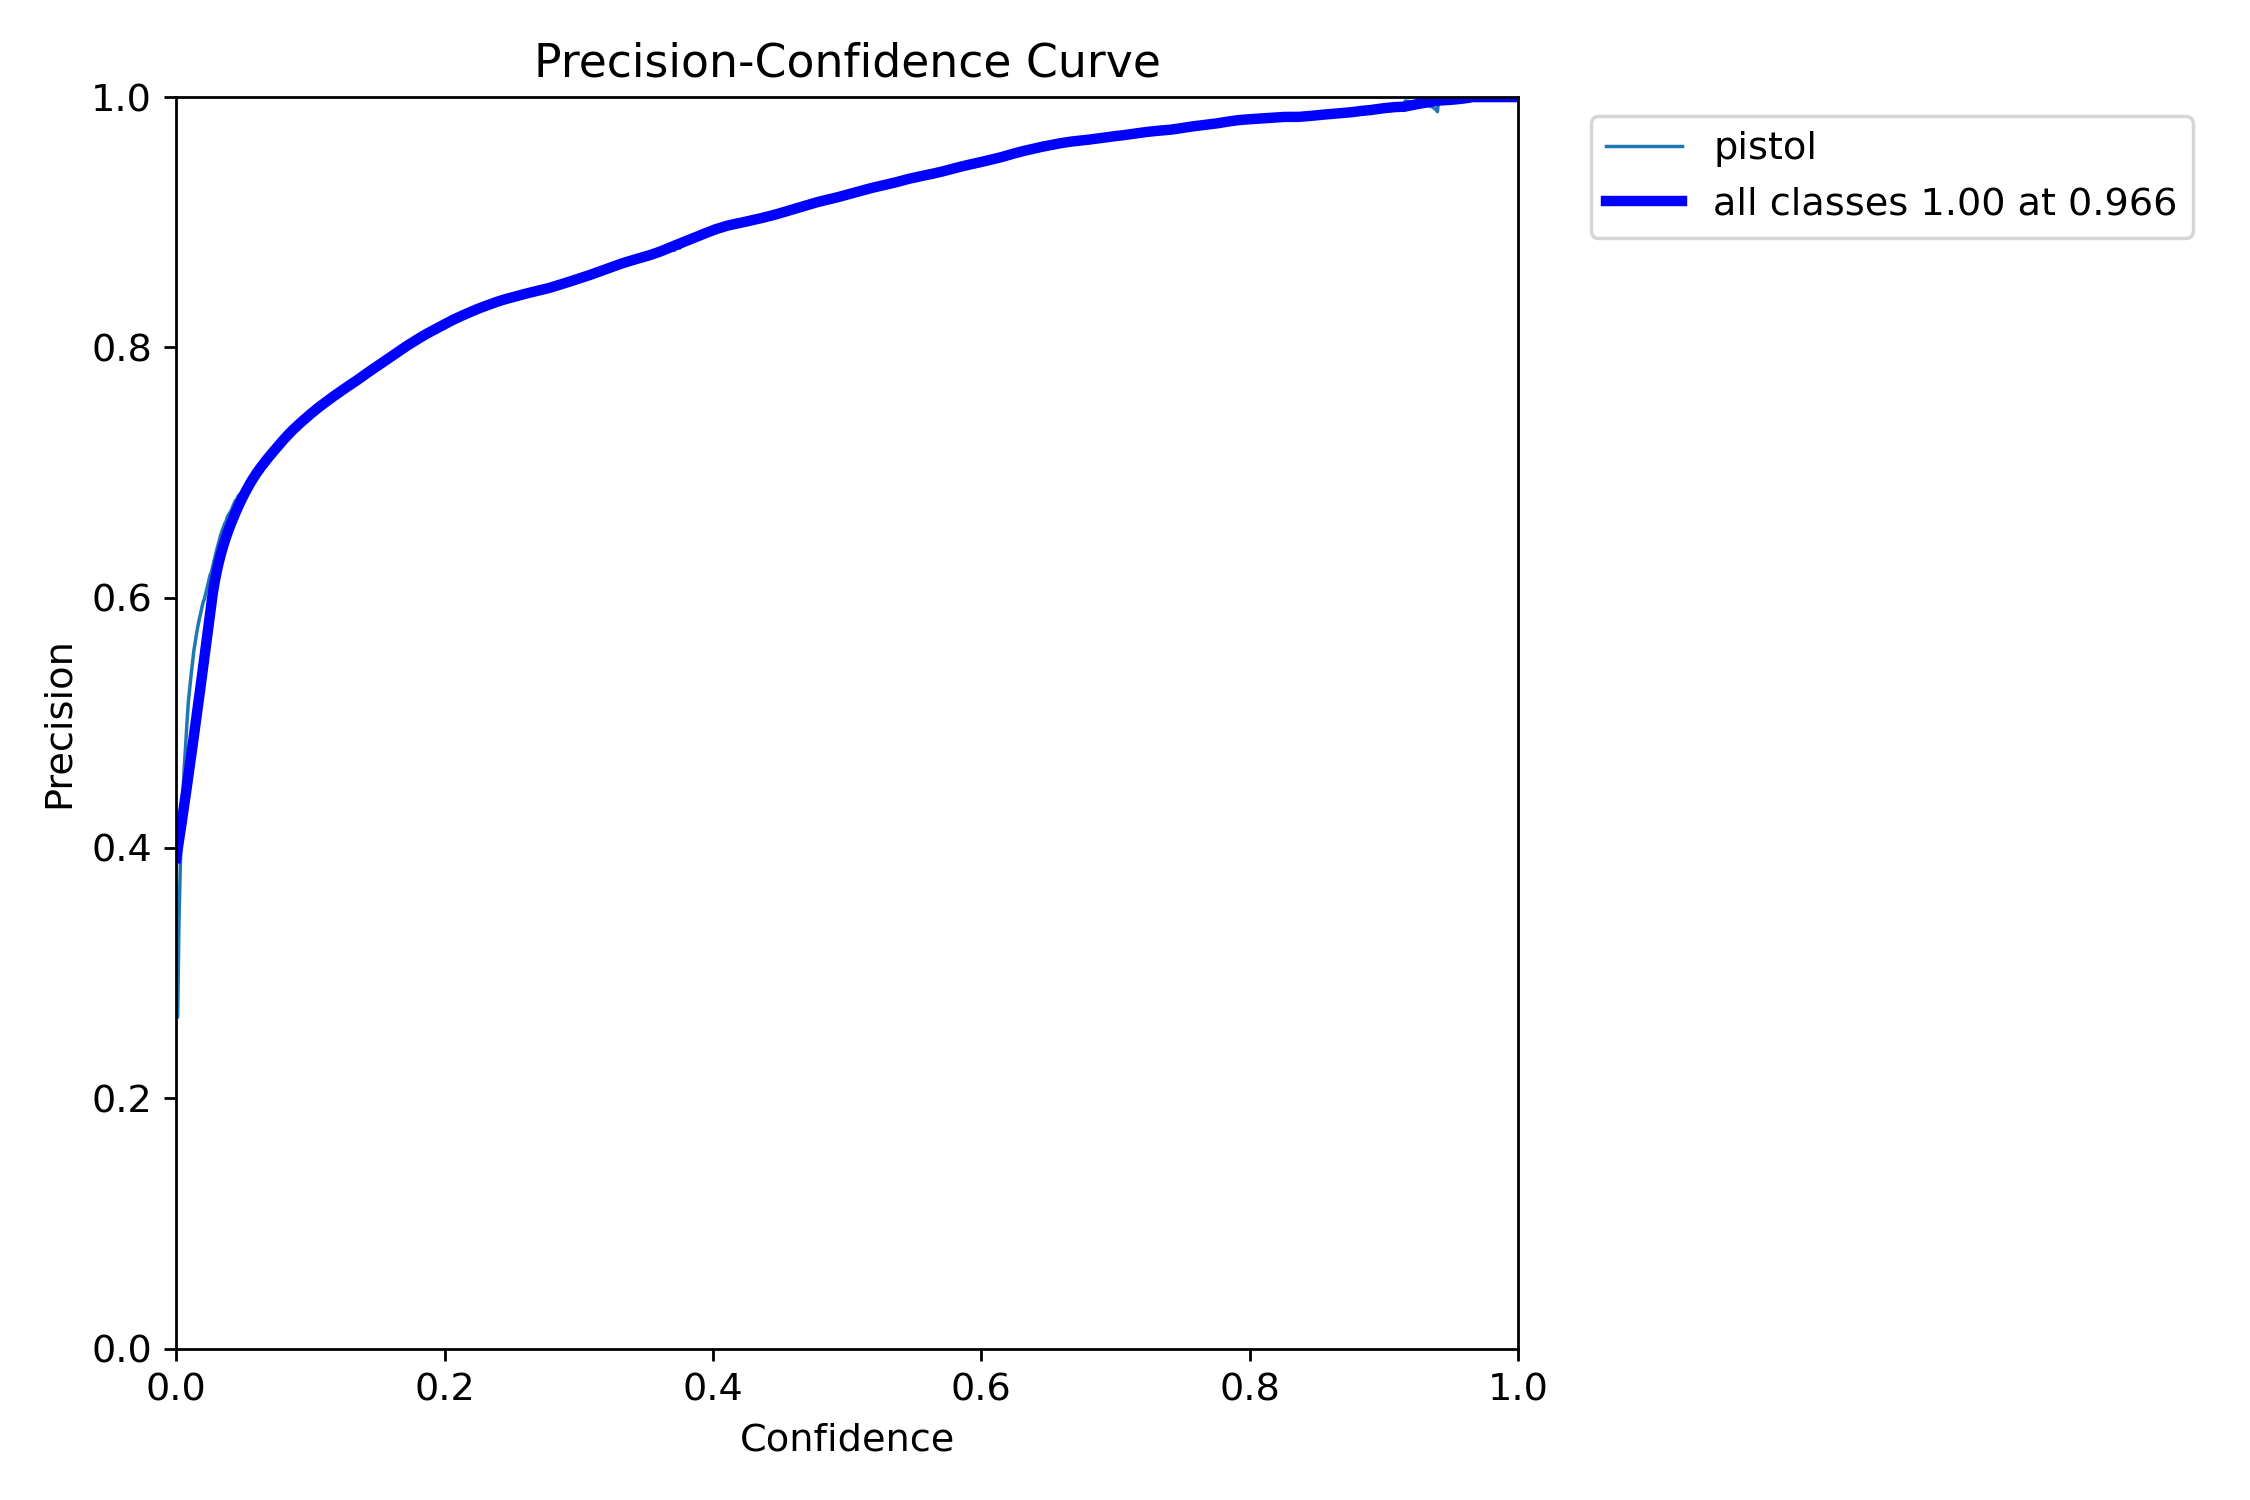 Precision-Confidence Curve
1.0
0.8
0.6
0.4
0.2
0.0
Precision
0.0 0.2 0.4 0.6 0.8 1.0
Confidence
pistol
all classes 1.00 at 0.966